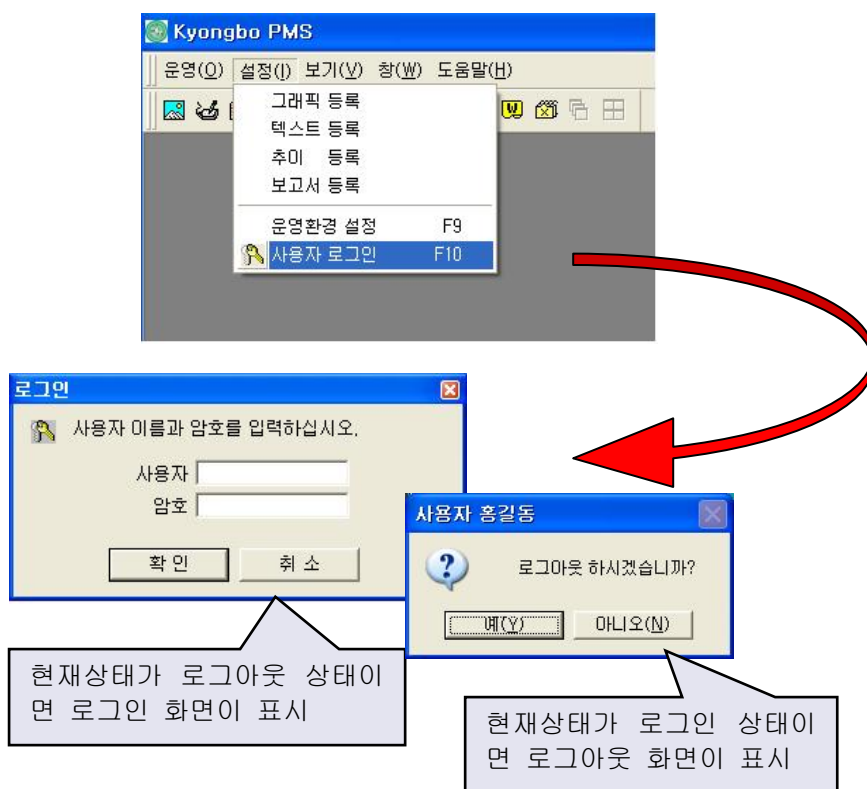 Kyongbo PMS
운영(O) 설정(I) 보기(V) 창(W) 도움말(H)
그래픽 등록
텍스트 등록
추이 등록
보고서 등록
운영환경 설정 F9
사용자 로그인 F10
로그인
사용자 이름과 암호를 입력하십시오.
사용자
암호
확 인 취 소
사용자 홍길동
로그아웃 하시겠습니까?
예(Y) 아니오(N)
현재상태가 로그아웃 상태이
면 로그인 화면이 표시
현재상태가 로그인 상태이
면 로그아웃 화면이 표시